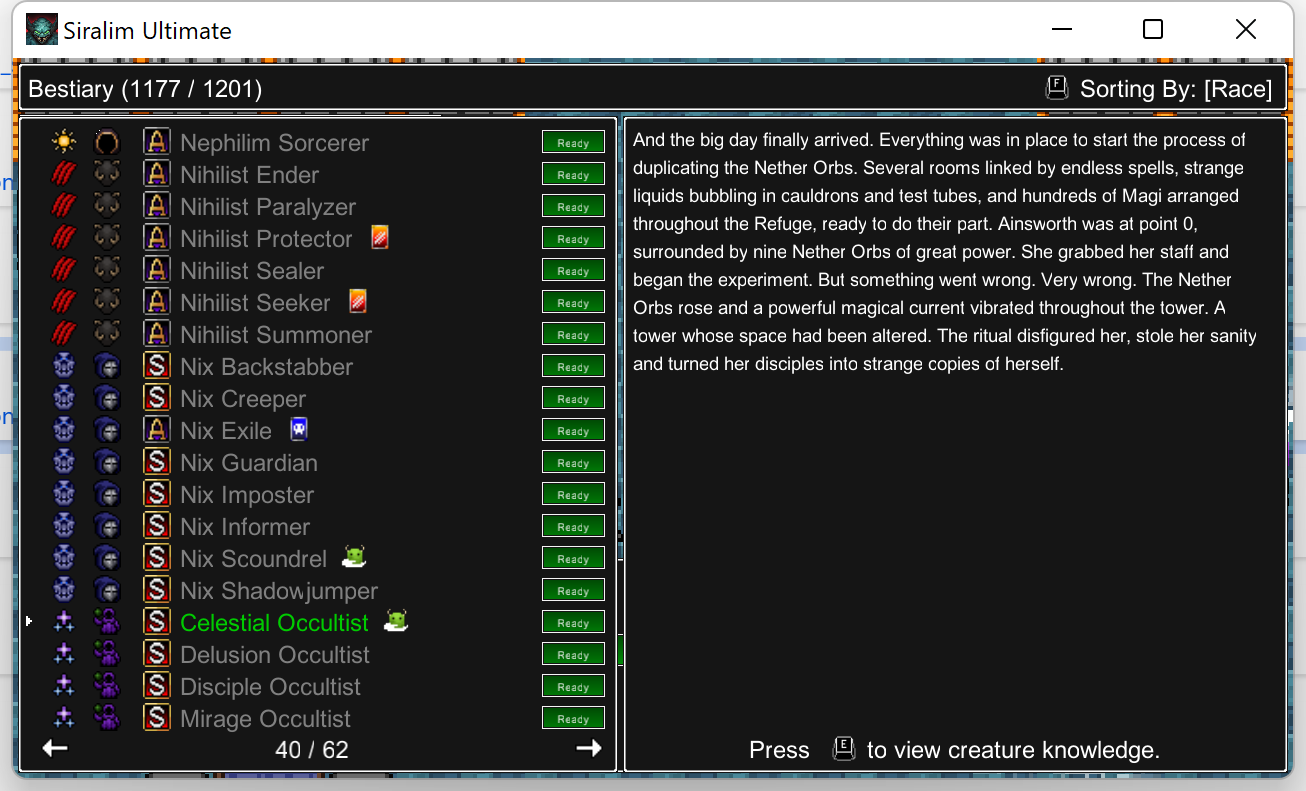 Siralim Ultimate
Bestiary (1177 / 1201)
F Sorting By: [Race]
A Nephilim Sorcerer Ready
A Nihilist Ender Ready
A Nihilist Paralyzer Ready
A Nihilist Protector Ready
A Nihilist Sealer Ready
A Nihilist Seeker Ready
A Nihilist Summoner Ready
S Nix Backstabber Ready
S Nix Creeper Ready
A Nix Exile Ready
S Nix Guardian Ready
S Nix Imposter Ready
S Nix Informer Ready
S Nix Scoundrel Ready
S Nix Shadowjumper Ready
S Celestial Occultist Ready
S Delusion Occultist Ready
S Disciple Occultist Ready
S Mirage Occultist Ready
40 / 62
And the big day finally arrived. Everything was in place to start the process of
duplicating the Nether Orbs. Several rooms linked by endless spells, strange
liquids bubbling in cauldrons and test tubes, and hundreds of Magi arranged
throughout the Refuge, ready to do their part. Ainsworth was at point 0,
surrounded by nine Nether Orbs of great power. She grabbed her staff and
began the experiment. But something went wrong. Very wrong. The Nether
Orbs rose and a powerful magical current vibrated throughout the tower. A
tower whose space had been altered. The ritual disfigured her, stole her sanity
and turned her disciples into strange copies of herself.
Press E to view creature knowledge.